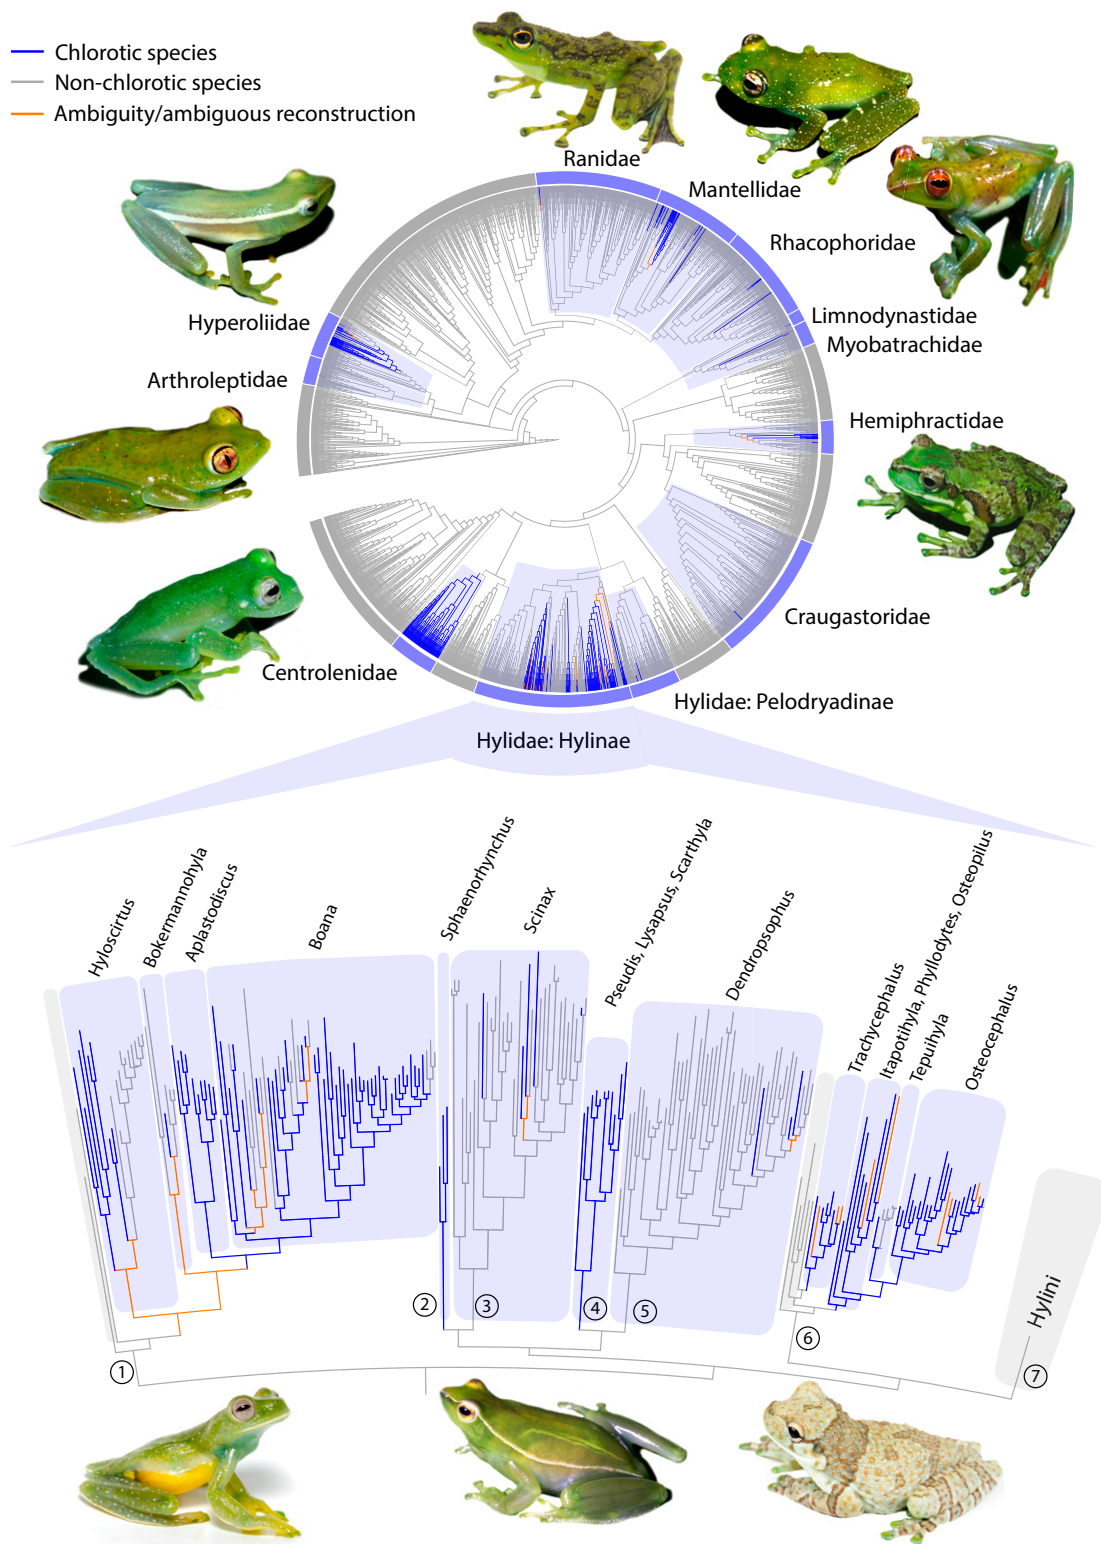 Chlorotic species
Non-chlorotic species
Ambiguity/ambiguous reconstruction
Ranidae
Mantellidae
Rhacophoridae
Limnodynastidae
Myobatrachidae
Hyperoliidae
Arthroleptidae
Hemiphractidae
Craugastoridae
Centrolenidae
Hylidae: Pelodryadinae
Hylidae: Hylinae
Hyloscirtus
Bokermannohyla
Aplastodiscus
Boana
Sphaenorhynchus
Scinax
Pseudis, Lysapsus, Scarthyla
Dendropsophus
Trachycephalus
Itapotihyla, Phyllodytes, Osteopilus
Tepuihyla
Osteocephalus
Hylini
1
2
3
4
5
6
7